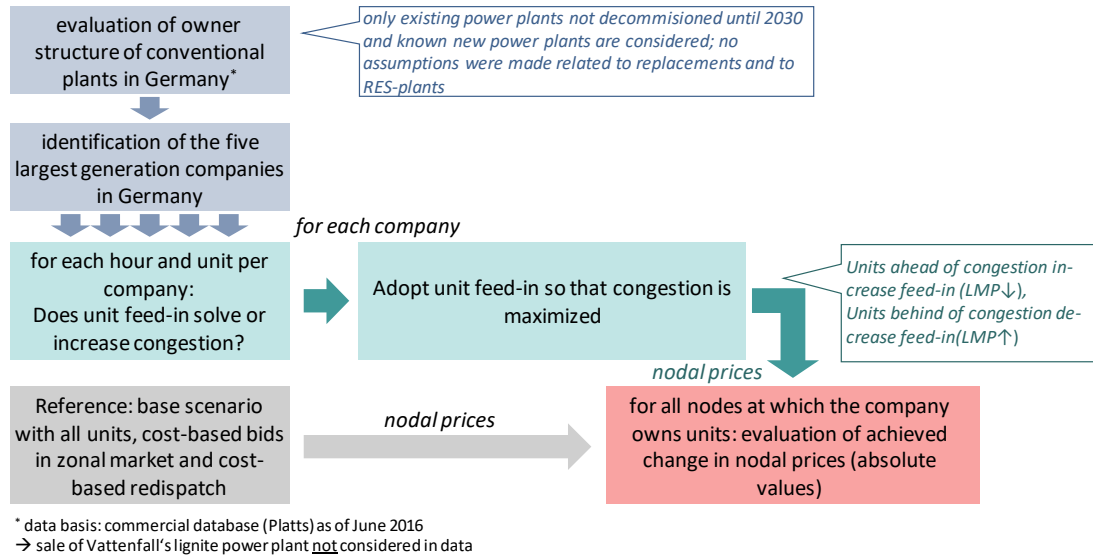 evaluation of owner
structure of conventional
plants in Germany*
only existing power plants not decommisioned until 2030
and known new power plants are considered; no
assumptions were made related to replacements and to
RES-plants
identification of the five
largest generation companies
in Germany
for each company
for each hour and unit per
company:
Does unit feed-in solve or
increase congestion?
Adopt unit feed-in so that congestion is
maximized
Units ahead of congestion in-
crease feed-in (LMP↓),
Units behind of congestion de-
crease feed-in(LMP↑)
nodal prices
Reference: base scenario
with all units, cost-based bids
in zonal market and cost-
based redispatch
nodal prices
for all nodes at which the company
owns units: evaluation of achieved
change in nodal prices (absolute
values)
* data basis: commercial database (Platts) as of June 2016
→ sale of Vattenfall's lignite power plant not considered in data